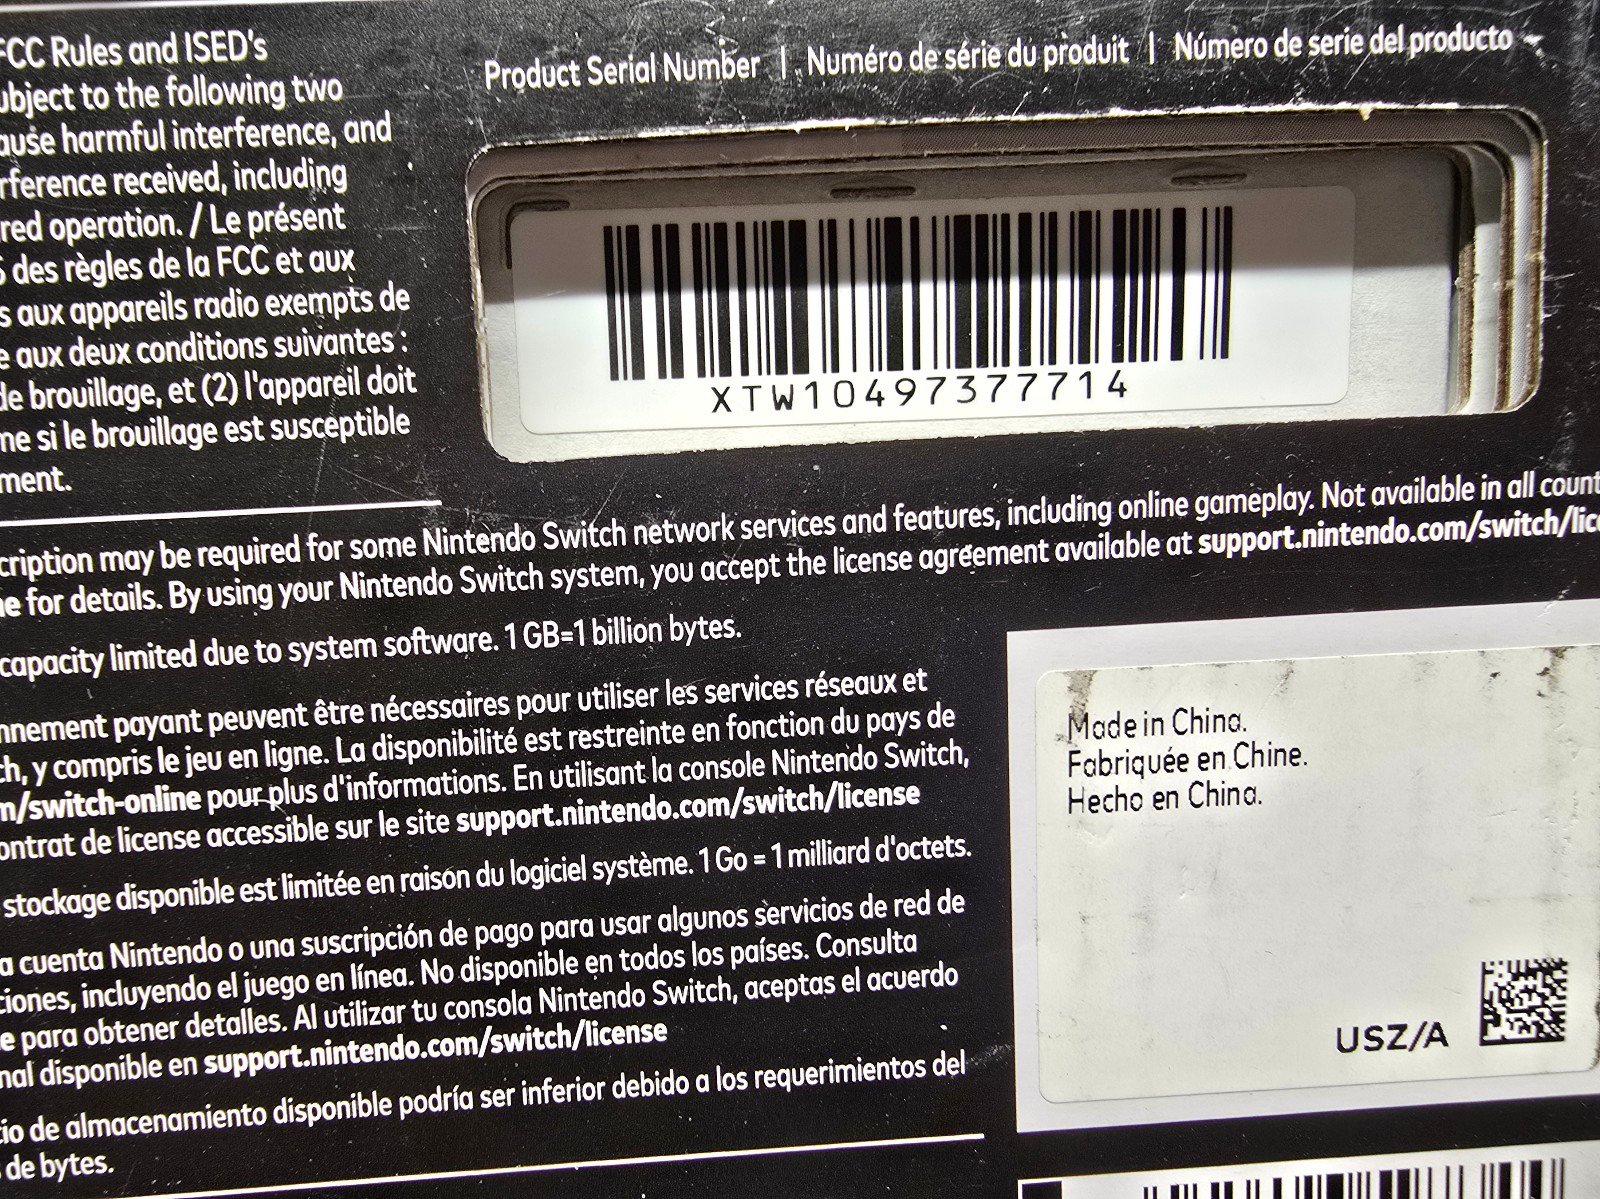 FCC Rules and ISED's
subject to the following two
cause harmful interference, and
rference received, including
red operation. / Le présent
des règles de la FCC et aux
s aux appareils radio exempts de
e aux deux conditions suivantes :
de brouillage, et (2) l'appareil doit
me si le brouillage est susceptible
ment.
Product Serial Number | Numéro de série du produit | Número de serie del producto
XTW10497377714
cription may be required for some Nintendo Switch network services and features, including online gameplay. Not available in all count
e for details. By using your Nintendo Switch system, you accept the license agreement available at support.nintendo.com/switch/lice
capacity limited due to system software. 1 GB=1 billion bytes.
nnement payant peuvent être nécessaires pour utiliser les services réseaux et
ch, y compris le jeu en ligne. La disponibilité est restreinte en fonction du pays de
m/switch-online pour plus d'informations. En utilisant la console Nintendo Switch,
ontrat de license accessible sur le site support.nintendo.com/switch/license
stockage disponible est limitée en raison du logiciel système. 1 Go = 1 milliard d'octets.
a cuenta Nintendo o una suscripción de pago para usar algunos servicios de red de
ciones, incluyendo el juego en línea. No disponible en todos los países. Consulta
e para obtener detalles. Al utilizar tu consola Nintendo Switch, aceptas el acuerdo
nal disponible en support.nintendo.com/switch/license
cio de almacenamiento disponible podría ser inferior debido a los requerimientos del
de bytes.
Made in China.
Fabriquée en Chine.
Hecho en China.
USZ/A